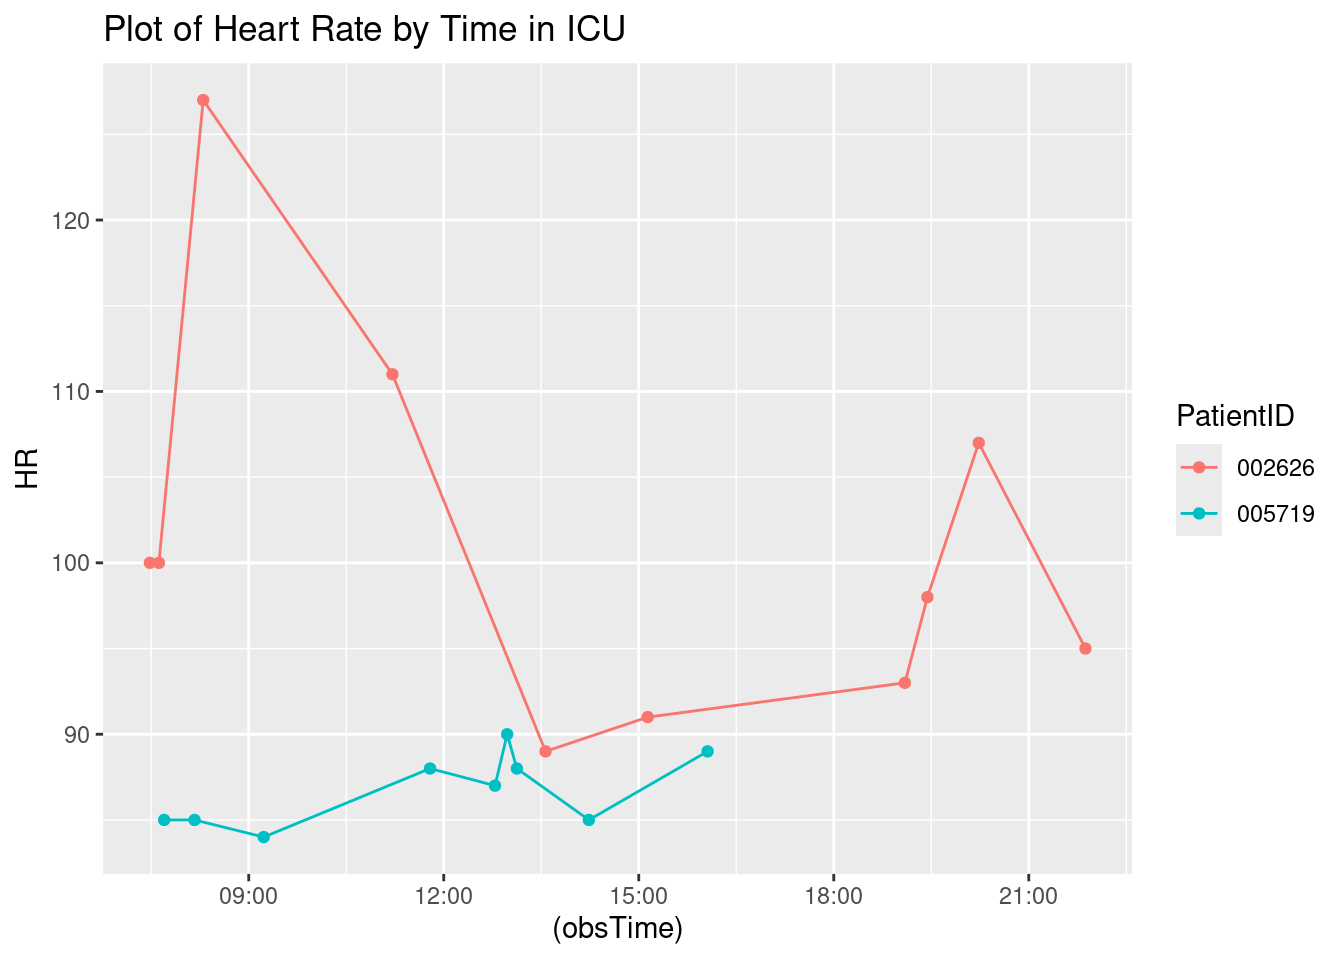 Plot of Heart Rate by Time in ICU
120
110
100
90
HR
09:00 12:00 15:00 18:00 21:00
(obsTime)
PatientID
002626
005719